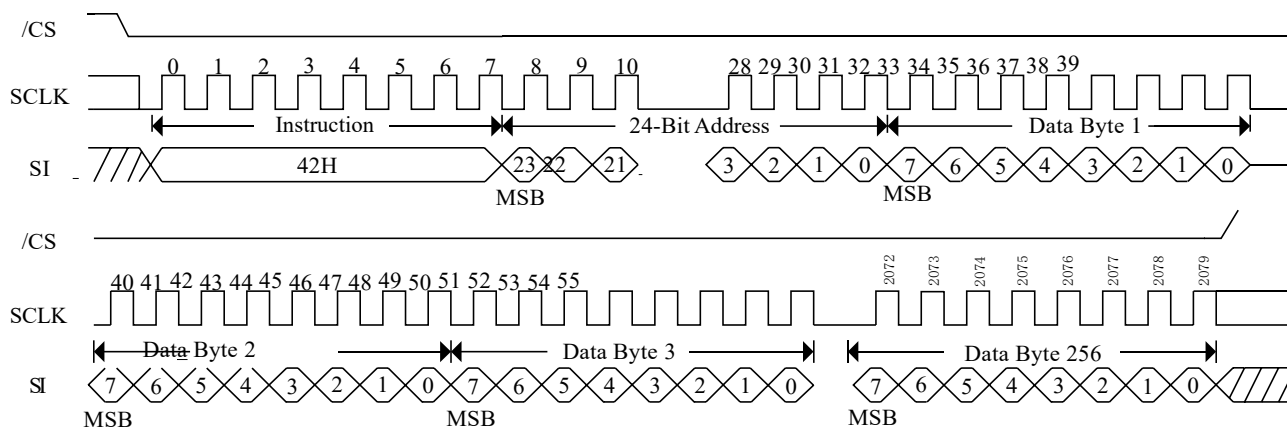 /CS
0 1 2 3 4 5 6 7 8 9 10 28 29 30 31 32 33 34 35 36 37 38 39
SCLK
Instruction 24-Bit Address Data Byte 1
SI 42H 23 22 21 3 2 1 0 7 6 5 4 3 2 1 0
MSB MSB
/CS
40 41 42 43 44 45 46 47 48 49 50 51 52 53 54 55 2072 2073 2074 2075 2076 2077 2078 2079
SCLK
Data Byte 2 Data Byte 3 Data Byte 256
SI 7 6 5 4 3 2 1 0 7 6 5 4 3 2 1 0 7 6 5 4 3 2 1 0
MSB MSB MSB